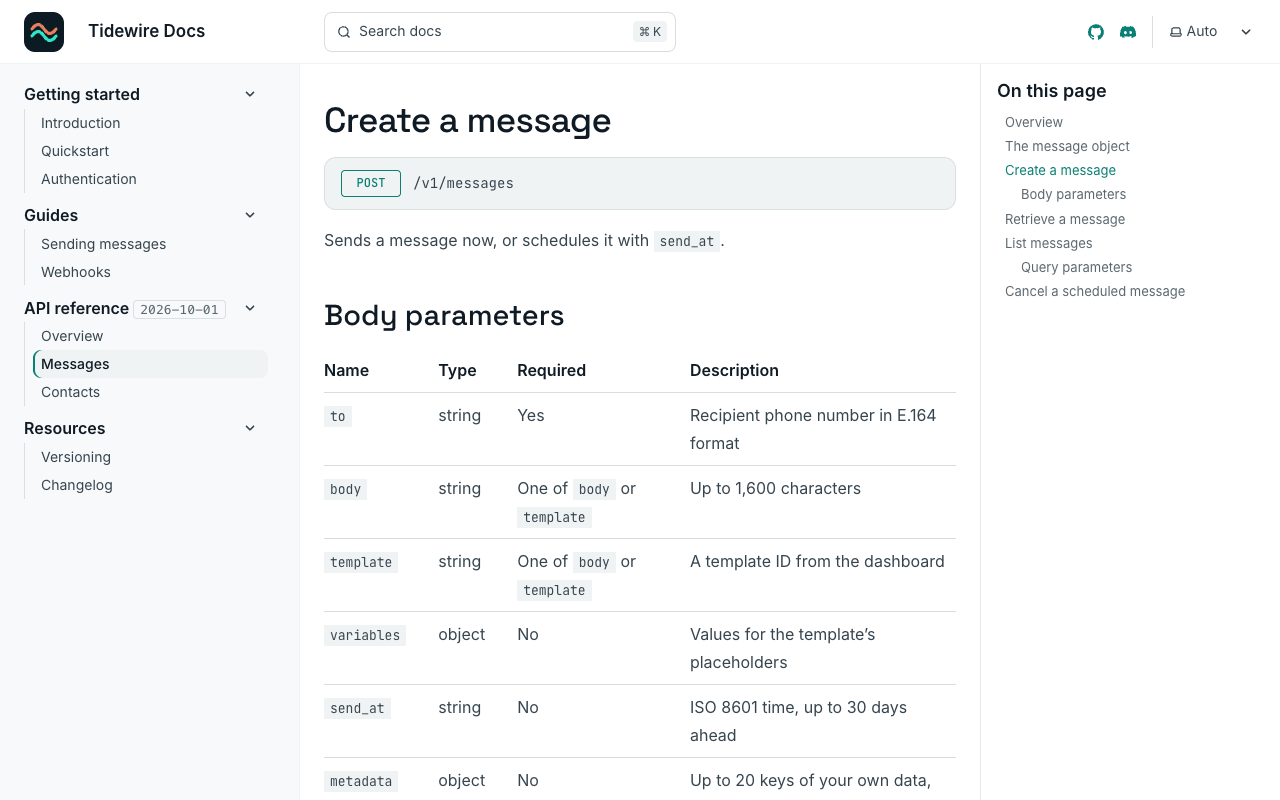 Tidewire Docs
Search docs
⌘ K
Auto
Getting started
Introduction
Quickstart
Authentication
Guides
Sending messages
Webhooks
API reference 2026-10-01
Overview
Messages
Contacts
Resources
Versioning
Changelog
Create a message
POST /v1/messages
Sends a message now, or schedules it with send_at.
Body parameters
Name Type Required Description
to string Yes Recipient phone number in E.164
format
body string One of body or Up to 1,600 characters
template
template string One of body or A template ID from the dashboard
template
variables object No Values for the template’s
placeholders
send_at string No ISO 8601 time, up to 30 days
ahead
metadata object No Up to 20 keys of your own data,
On this page
Overview
The message object
Create a message
Body parameters
Retrieve a message
List messages
Query parameters
Cancel a scheduled message